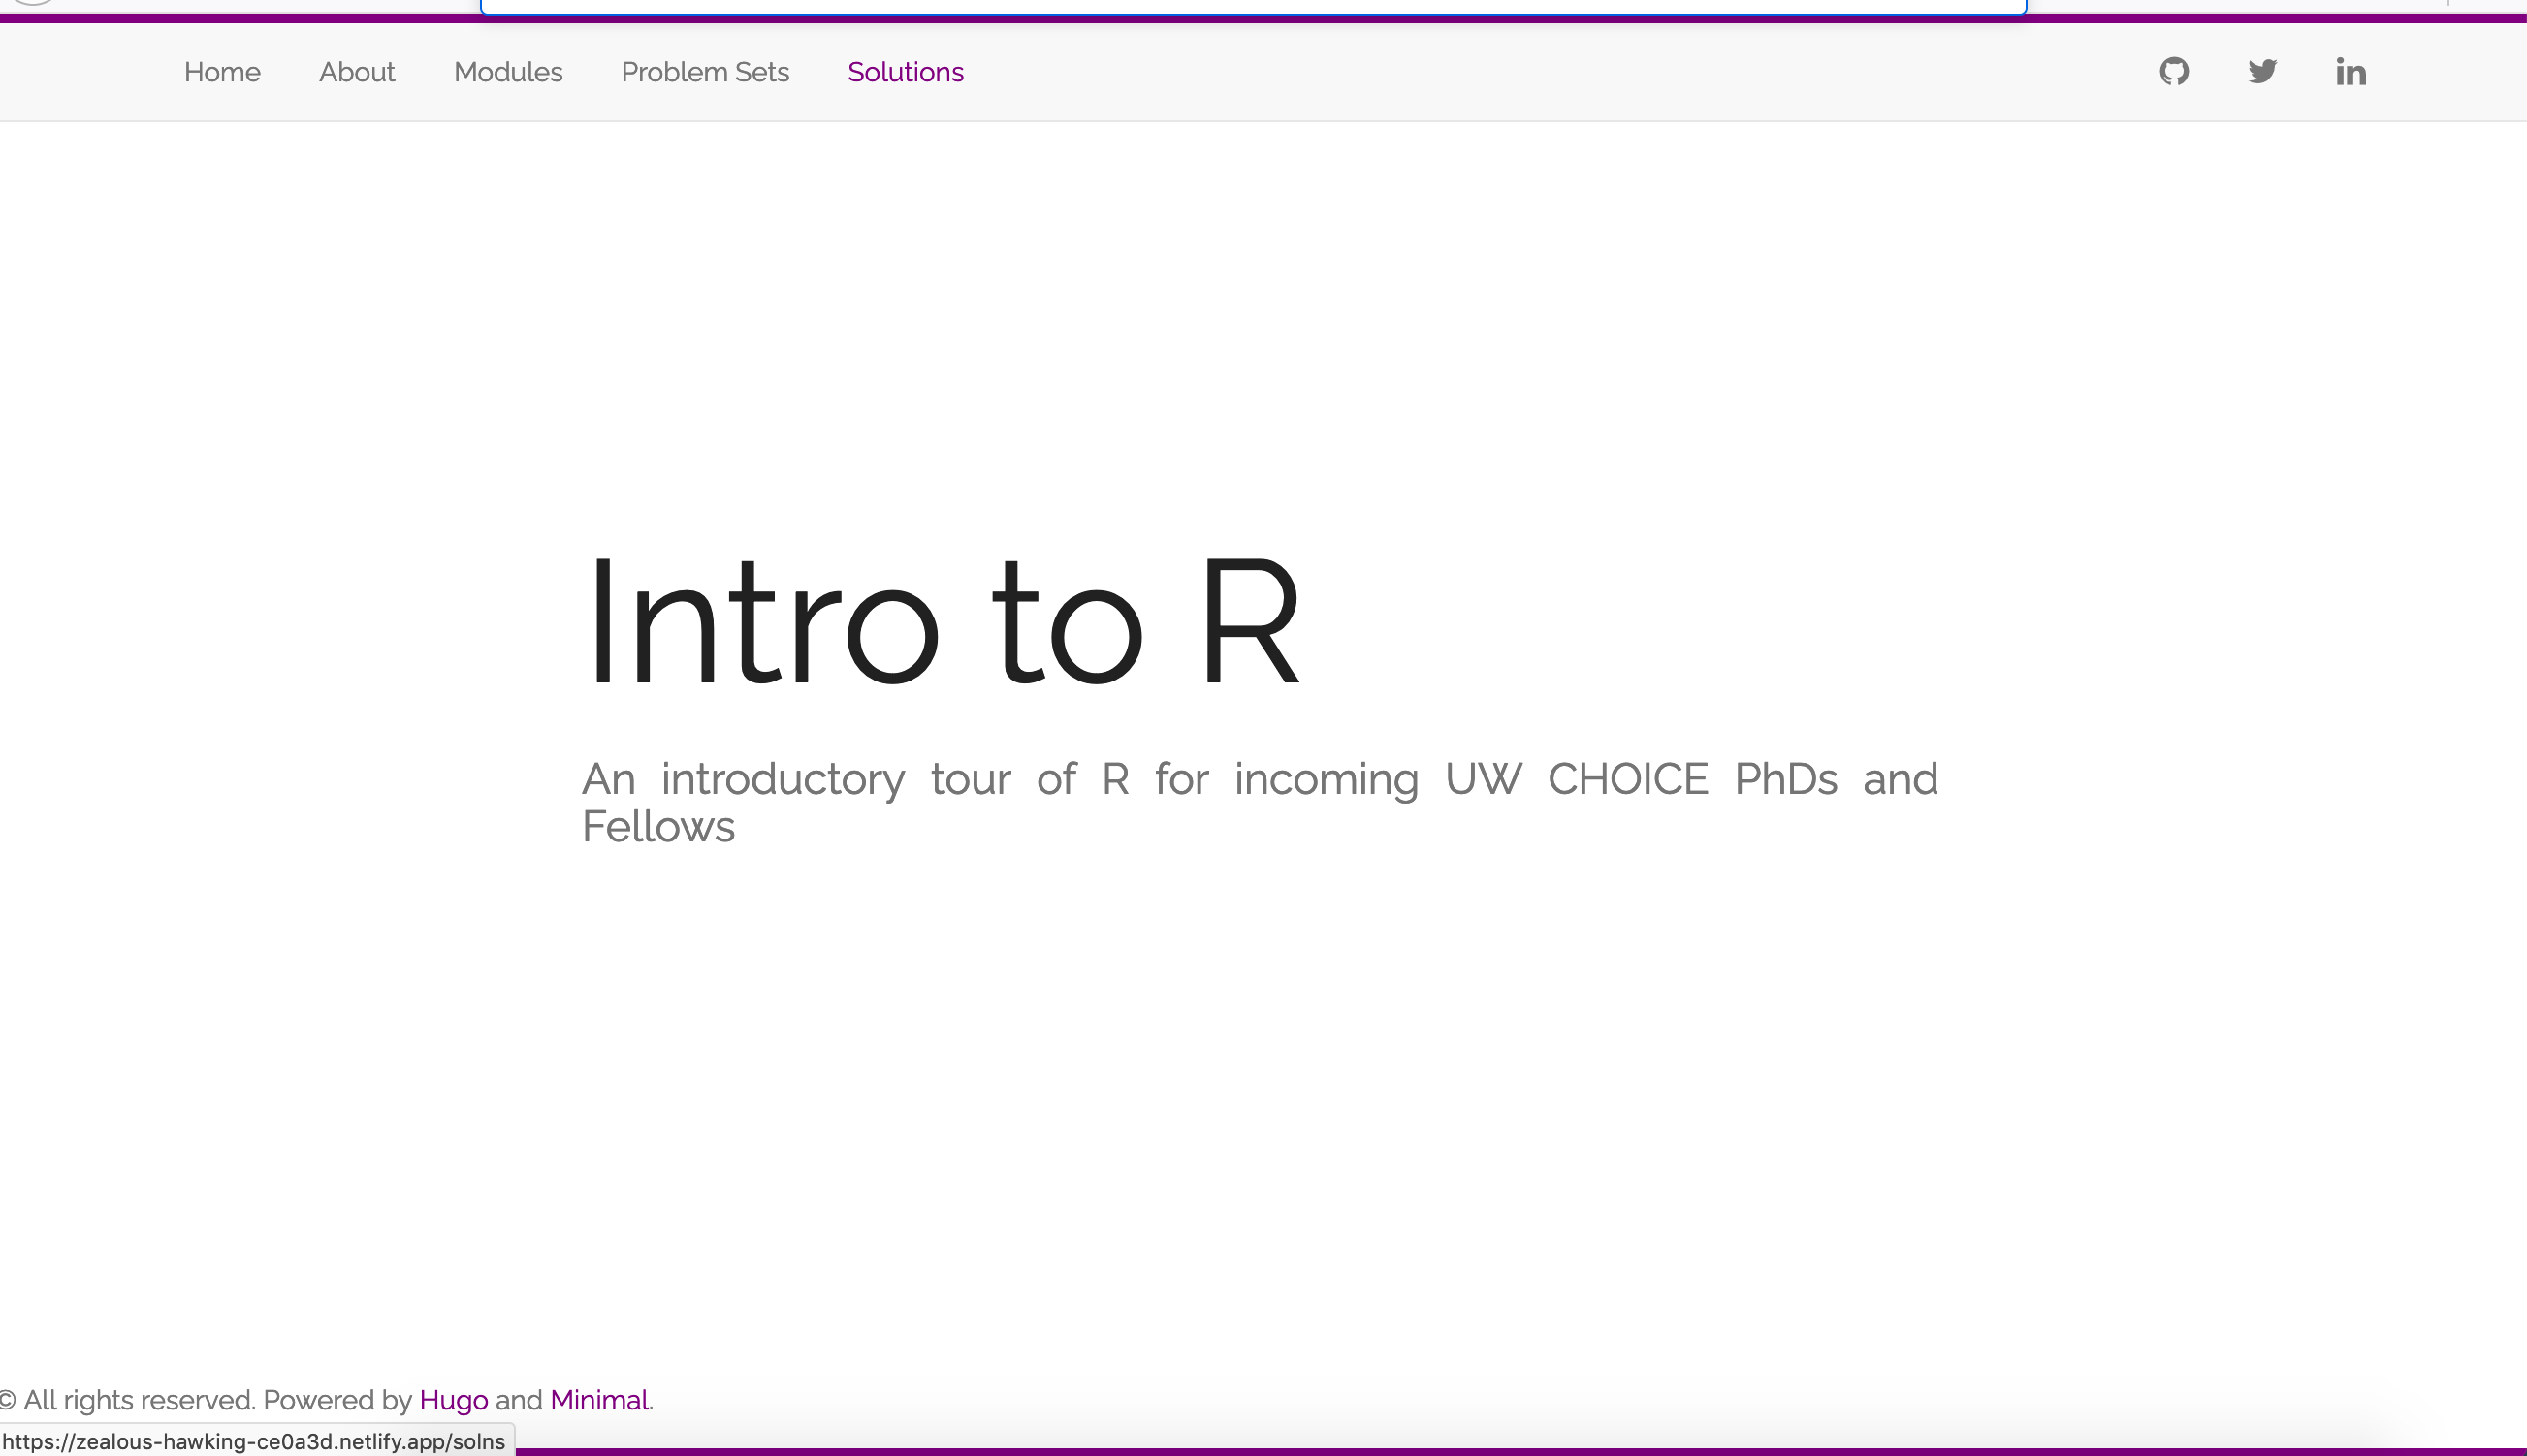 Home About Modules Problem Sets Solutions
Intro to R
An introductory tour of R for incoming UW CHOICE PhDs and
Fellows
© All rights reserved. Powered by Hugo and Minimal.
https://zealous-hawking-ce0a3d.netlify.app/solns